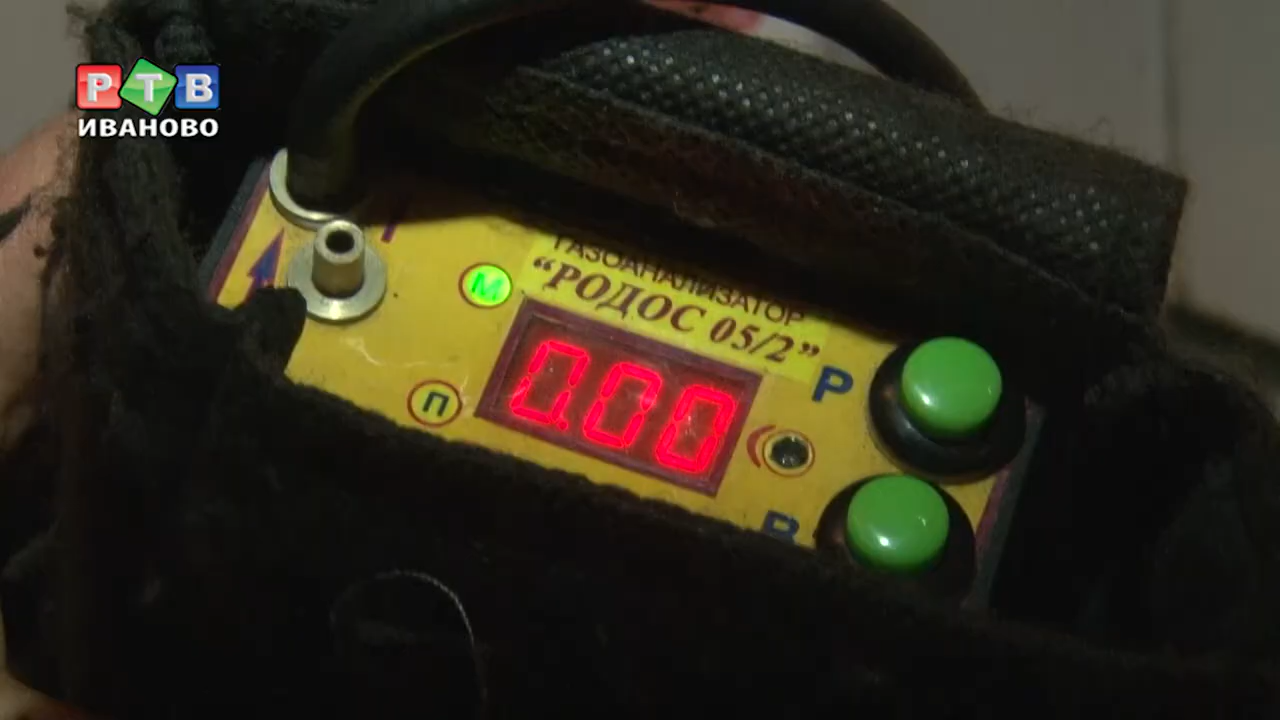 РТВ
ИВАНОВО
ГАЗОАНАЛИЗАТОР
“РОДОС 05/2”
М
П
0.00
Р
В